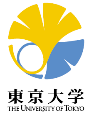 東京大学
THE UNIVERSITY OF TOKYO